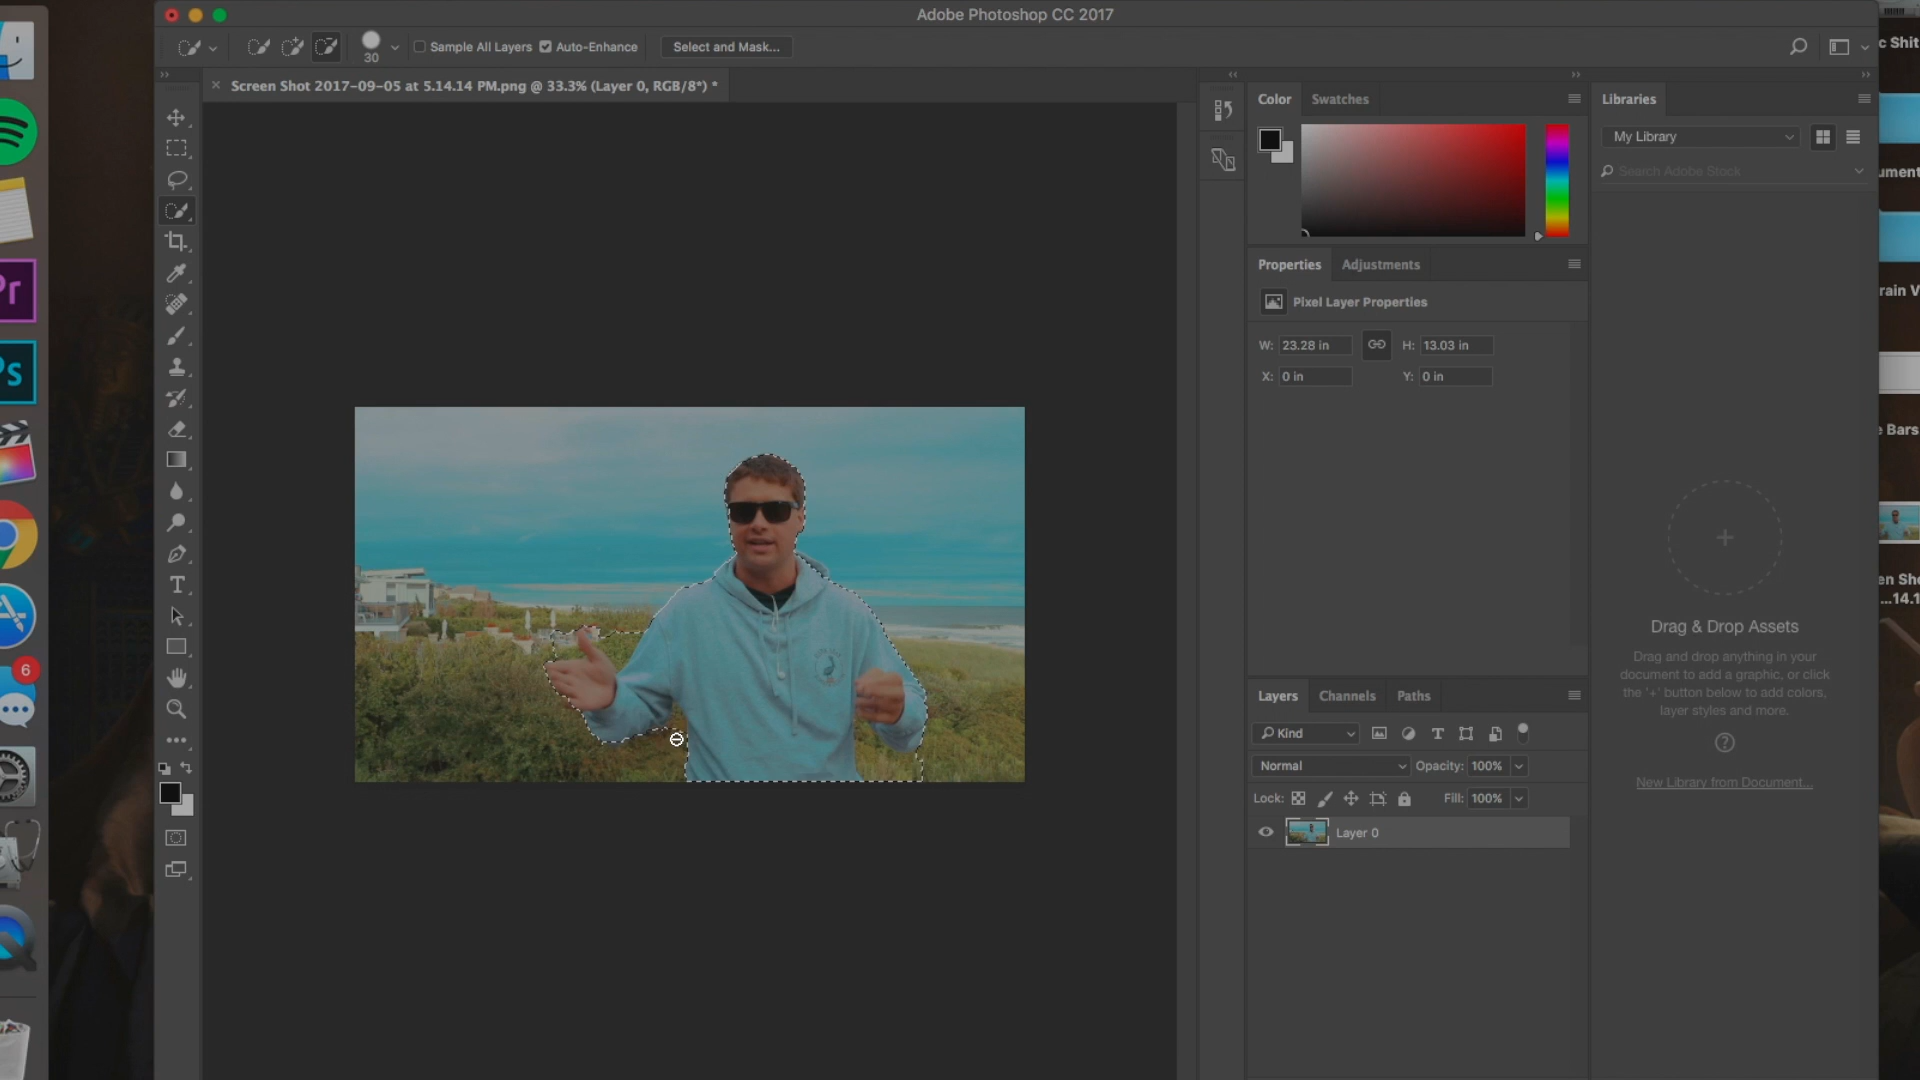 Adobe Photoshop CC 2017
30
Sample All Layers
Auto-Enhance
Select and Mask...
Screen Shot 2017-09-05 at 5.14.14 PM.png @ 33.3% (Layer 0, RGB/8*) *
Color
Swatches
Libraries
My Library
Search Adobe Stock
Properties
Adjustments
Pixel Layer Properties
W: 23.28 in
H: 13.03 in
X: 0 in
Y: 0 in
Drag & Drop Assets
Drag and drop anything in your
document to add a graphic, or click
the '+' button below to add colors,
layer styles and more.
New Library from Document...
Layers
Channels
Paths
Kind
Normal
Opacity: 100%
Lock:
Fill: 100%
Layer 0
Pr
Ps
6
c Shit
ument
rain V
e Bars
en Sho
...14.1